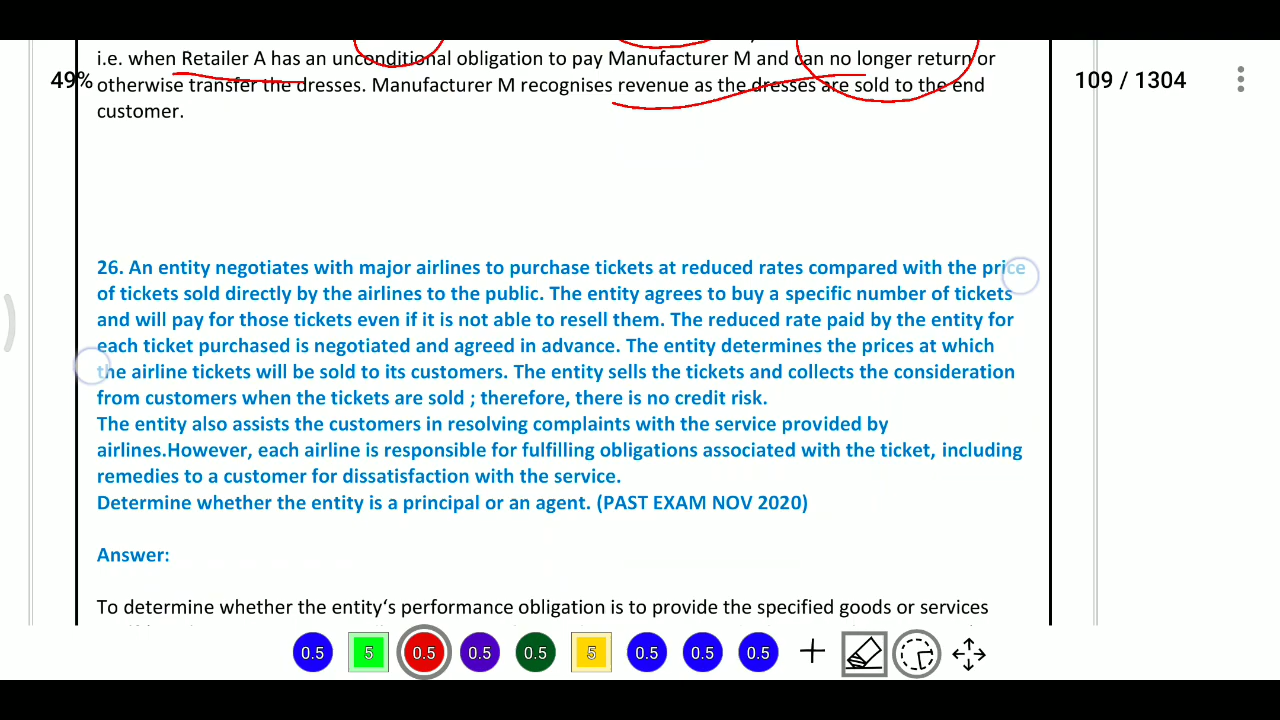 i.e. when Retailer A has an unconditional obligation to pay Manufacturer M and can no longer return or
49%
109 / 1304
otherwise transfer the dresses. Manufacturer M recognises revenue as the dresses are sold to the end
customer.
26. An entity negotiates with major airlines to purchase tickets at reduced rates compared with the price
of tickets sold directly by the airlines to the public. The entity agrees to buy a specific number of tickets
and will pay for those tickets even if it is not able to resell them. The reduced rate paid by the entity for
each ticket purchased is negotiated and agreed in advance. The entity determines the prices at which
the airline tickets will be sold to its customers. The entity sells the tickets and collects the consideration
from customers when the tickets are sold ; therefore, there is no credit risk.
The entity also assists the customers in resolving complaints with the service provided by
airlines.However, each airline is responsible for fulfilling obligations associated with the ticket, including
remedies to a customer for dissatisfaction with the service.
Determine whether the entity is a principal or an agent. (PAST EXAM NOV 2020)
Answer:
To determine whether the entity‘s performance obligation is to provide the specified goods or services
0.5 5 0.5 0.5 0.5 5 0.5 0.5 0.5